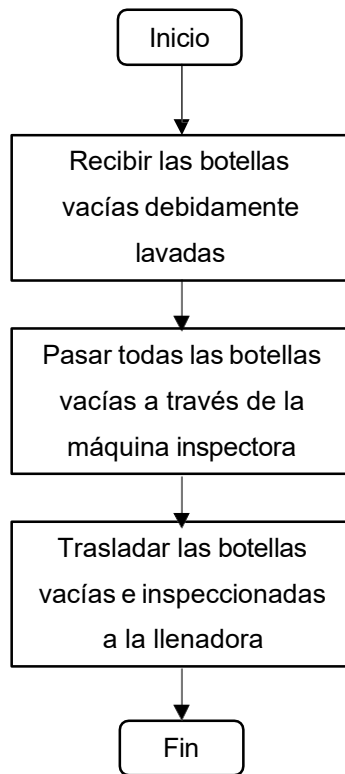 Inicio
Recibir las botellas
vacías debidamente
lavadas
Pasar todas las botellas
vacías a través de la
máquina inspectora
Trasladar las botellas
vacías e inspeccionadas
a la llenadora
Fin